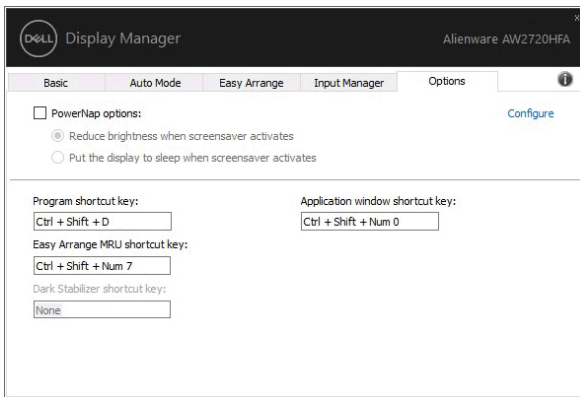 DELL Display Manager
Alienware AW2720HFA
Basic Auto Mode Easy Arrange Input Manager Options
PowerNap options:
Configure
Reduce brightness when screensaver activates
Put the display to sleep when screensaver activates
Program shortcut key:
Application window shortcut key:
Ctrl + Shift + D
Ctrl + Shift + Num 0
Easy Arrange MRU shortcut key:
Ctrl + Shift + Num 7
Dark Stabilizer shortcut key:
None